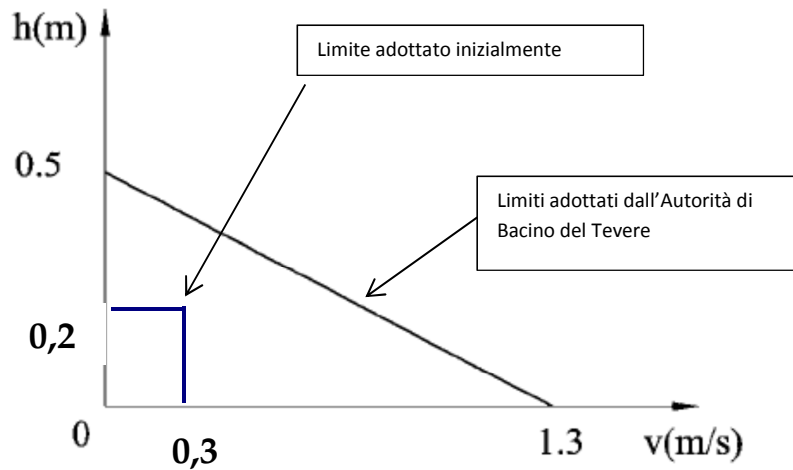 h(m)
Limite adottato inizialmente
0.5
Limiti adottati dall'Autorità di
Bacino del Tevere
0,2
0
0,3
1.3
v(m/s)